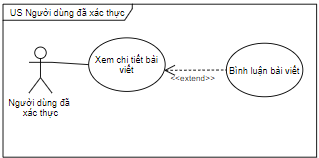 US Người dùng đã xác thực
Xem chi tiết bài
viết
<<extend>>
Bình luận bài viết
Người dùng đã
xác thực